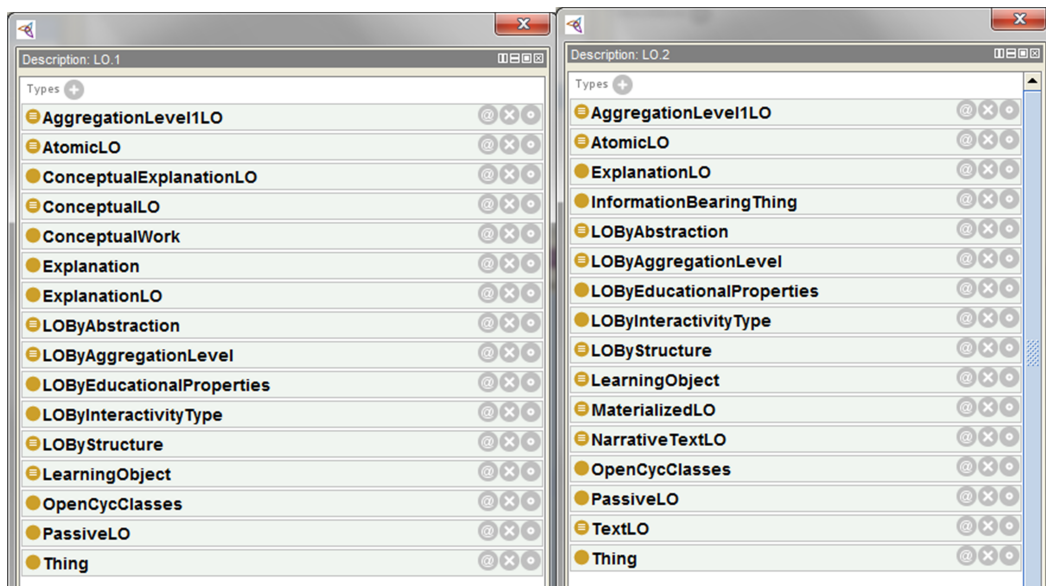 Description: LO.1
Types
AggregationLevel1LO
AtomicLO
ConceptualExplanationLO
ConceptualLO
ConceptualWork
Explanation
ExplanationLO
LOByAbstraction
LOByAggregationLevel
LOByEducationalProperties
LOByInteractivityType
LOByStructure
LearningObject
OpenCycClasses
PassiveLO
Thing
Description: LO.2
Types
AggregationLevel1LO
AtomicLO
ExplanationLO
InformationBearingThing
LOByAbstraction
LOByAggregationLevel
LOByEducationalProperties
LOByInteractivityType
LOByStructure
LearningObject
MaterializedLO
NarrativeTextLO
OpenCycClasses
PassiveLO
TextLO
Thing